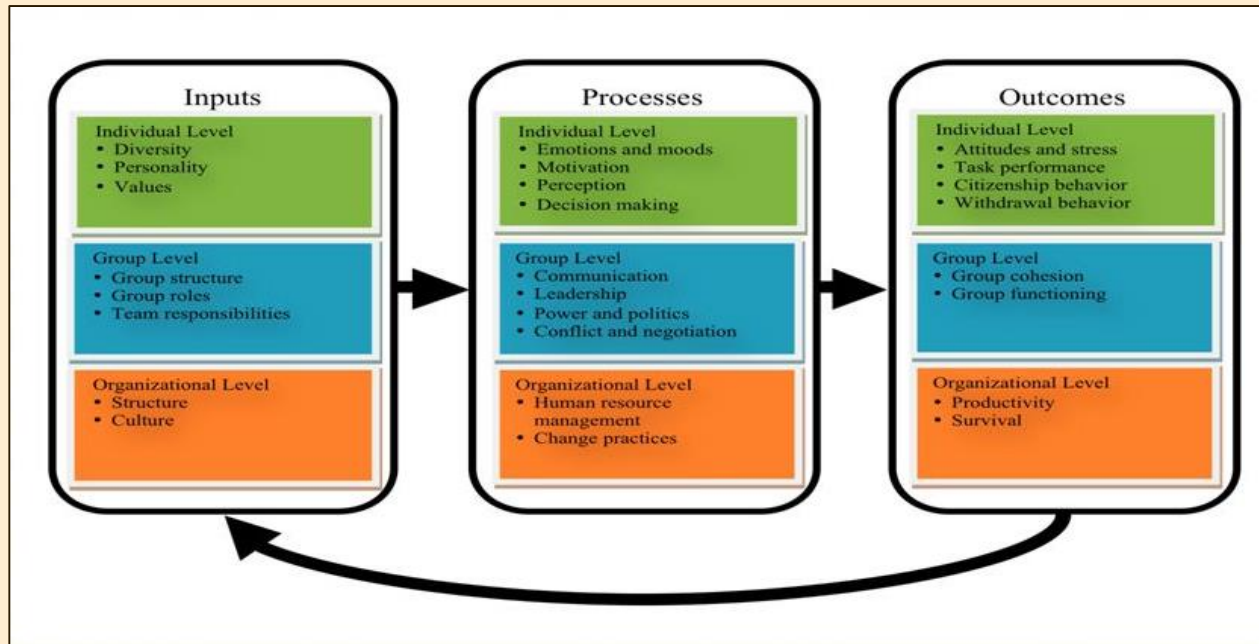 Inputs
Individual Level
• Diversity
• Personality
• Values
Group Level
• Group structure
• Group roles
• Team responsibilities
Organizational Level
• Structure
• Culture
Processes
Individual Level
• Emotions and moods
• Motivation
• Perception
• Decision making
Group Level
• Communication
• Leadership
• Power and politics
• Conflict and negotiation
Organizational Level
• Human resource
management
• Change practices
Outcomes
Individual Level
• Attitudes and stress
• Task performance
• Citizenship behavior
• Withdrawal behavior
Group Level
• Group cohesion
• Group functioning
Organizational Level
• Productivity
• Survival